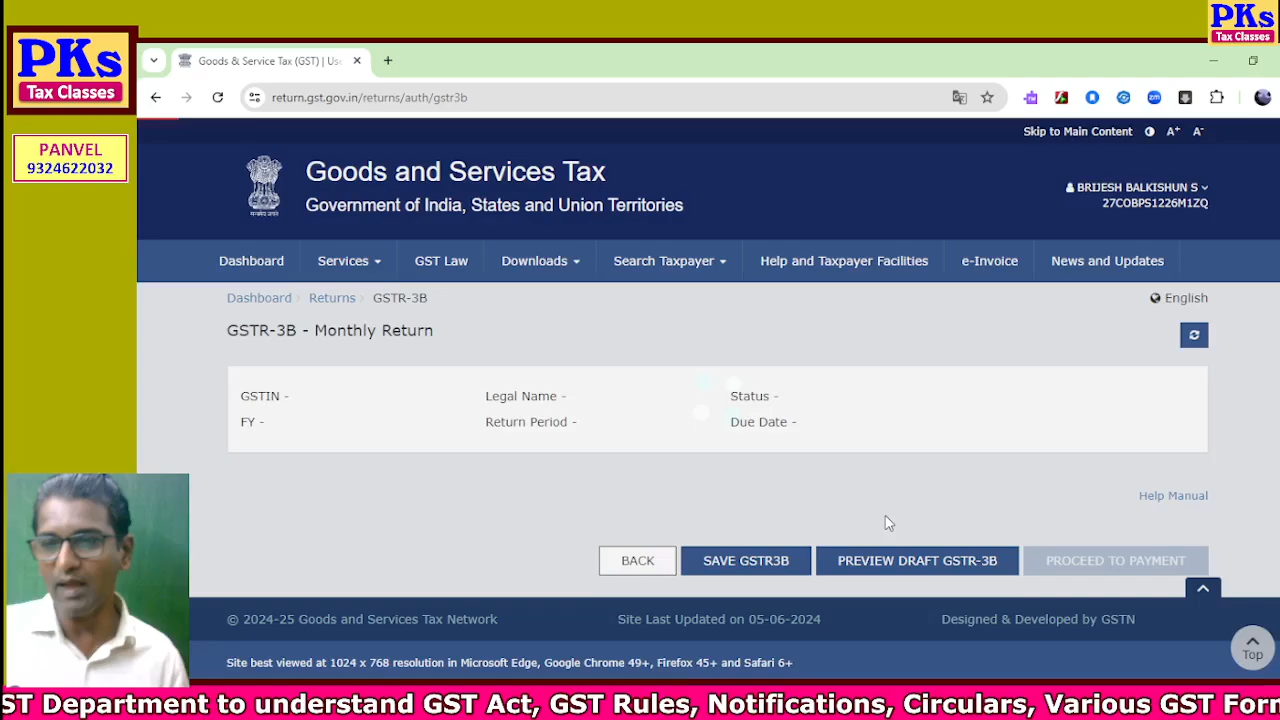 PKs
Tax Classes
PKs
Tax Classes
PANVEL
9324622032
Goods & Service Tax (GST) | Use
return.gst.gov.in/returns/auth/gstr3b
Skip to Main Content A+ A-
Goods and Services Tax
Government of India, States and Union Territories
BRIJESH BALKISHUN S
27COBPS1226M1ZQ
Dashboard Services GST Law Downloads Search Taxpayer Help and Taxpayer Facilities e-Invoice News and Updates
Dashboard Returns GSTR-3B English
GSTR-3B - Monthly Return
GSTIN - Legal Name - Status -
FY - Return Period - Due Date -
Help Manual
BACK SAVE GSTR3B PREVIEW DRAFT GSTR-3B PROCEED TO PAYMENT
© 2024-25 Goods and Services Tax Network Site Last Updated on 05-06-2024 Designed & Developed by GSTN
Top
Site best viewed at 1024 x 768 resolution in Microsoft Edge, Google Chrome 49+, Firefox 45+ and Safari 6+
ST Department to understand GST Act, GST Rules, Notifications, Circulars, Various GST For